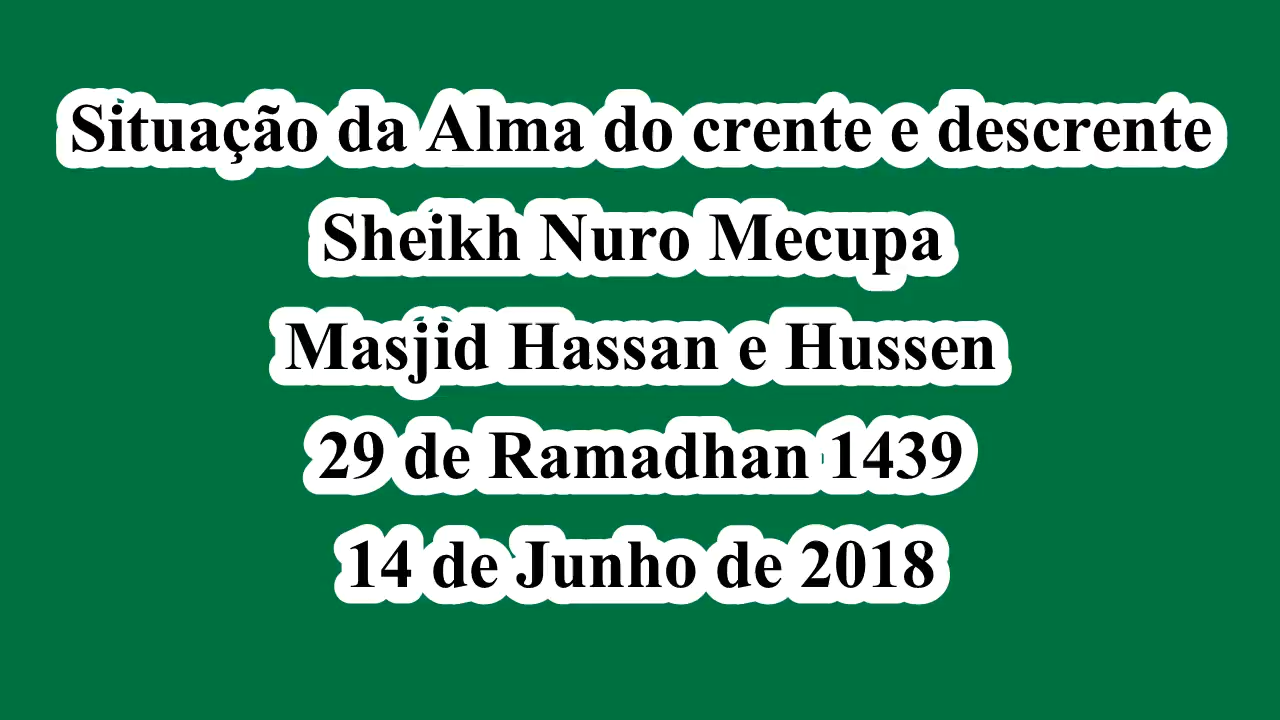 Situação da Alma do crente e descrente
Sheikh Nuro Mecupa
Masjid Hassan e Hussen
29 de Ramadhan 1439
14 de Junho de 2018